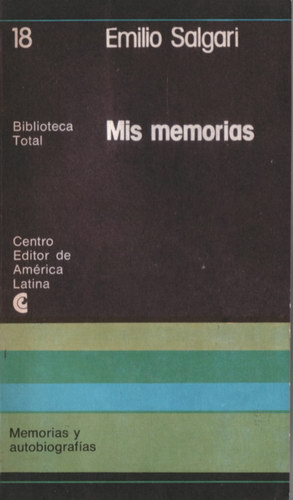 18
Emilio Salgari
Biblioteca
Total
Mis memorias
Centro
Editor de
América
Latina
Memorias y
autobiografías